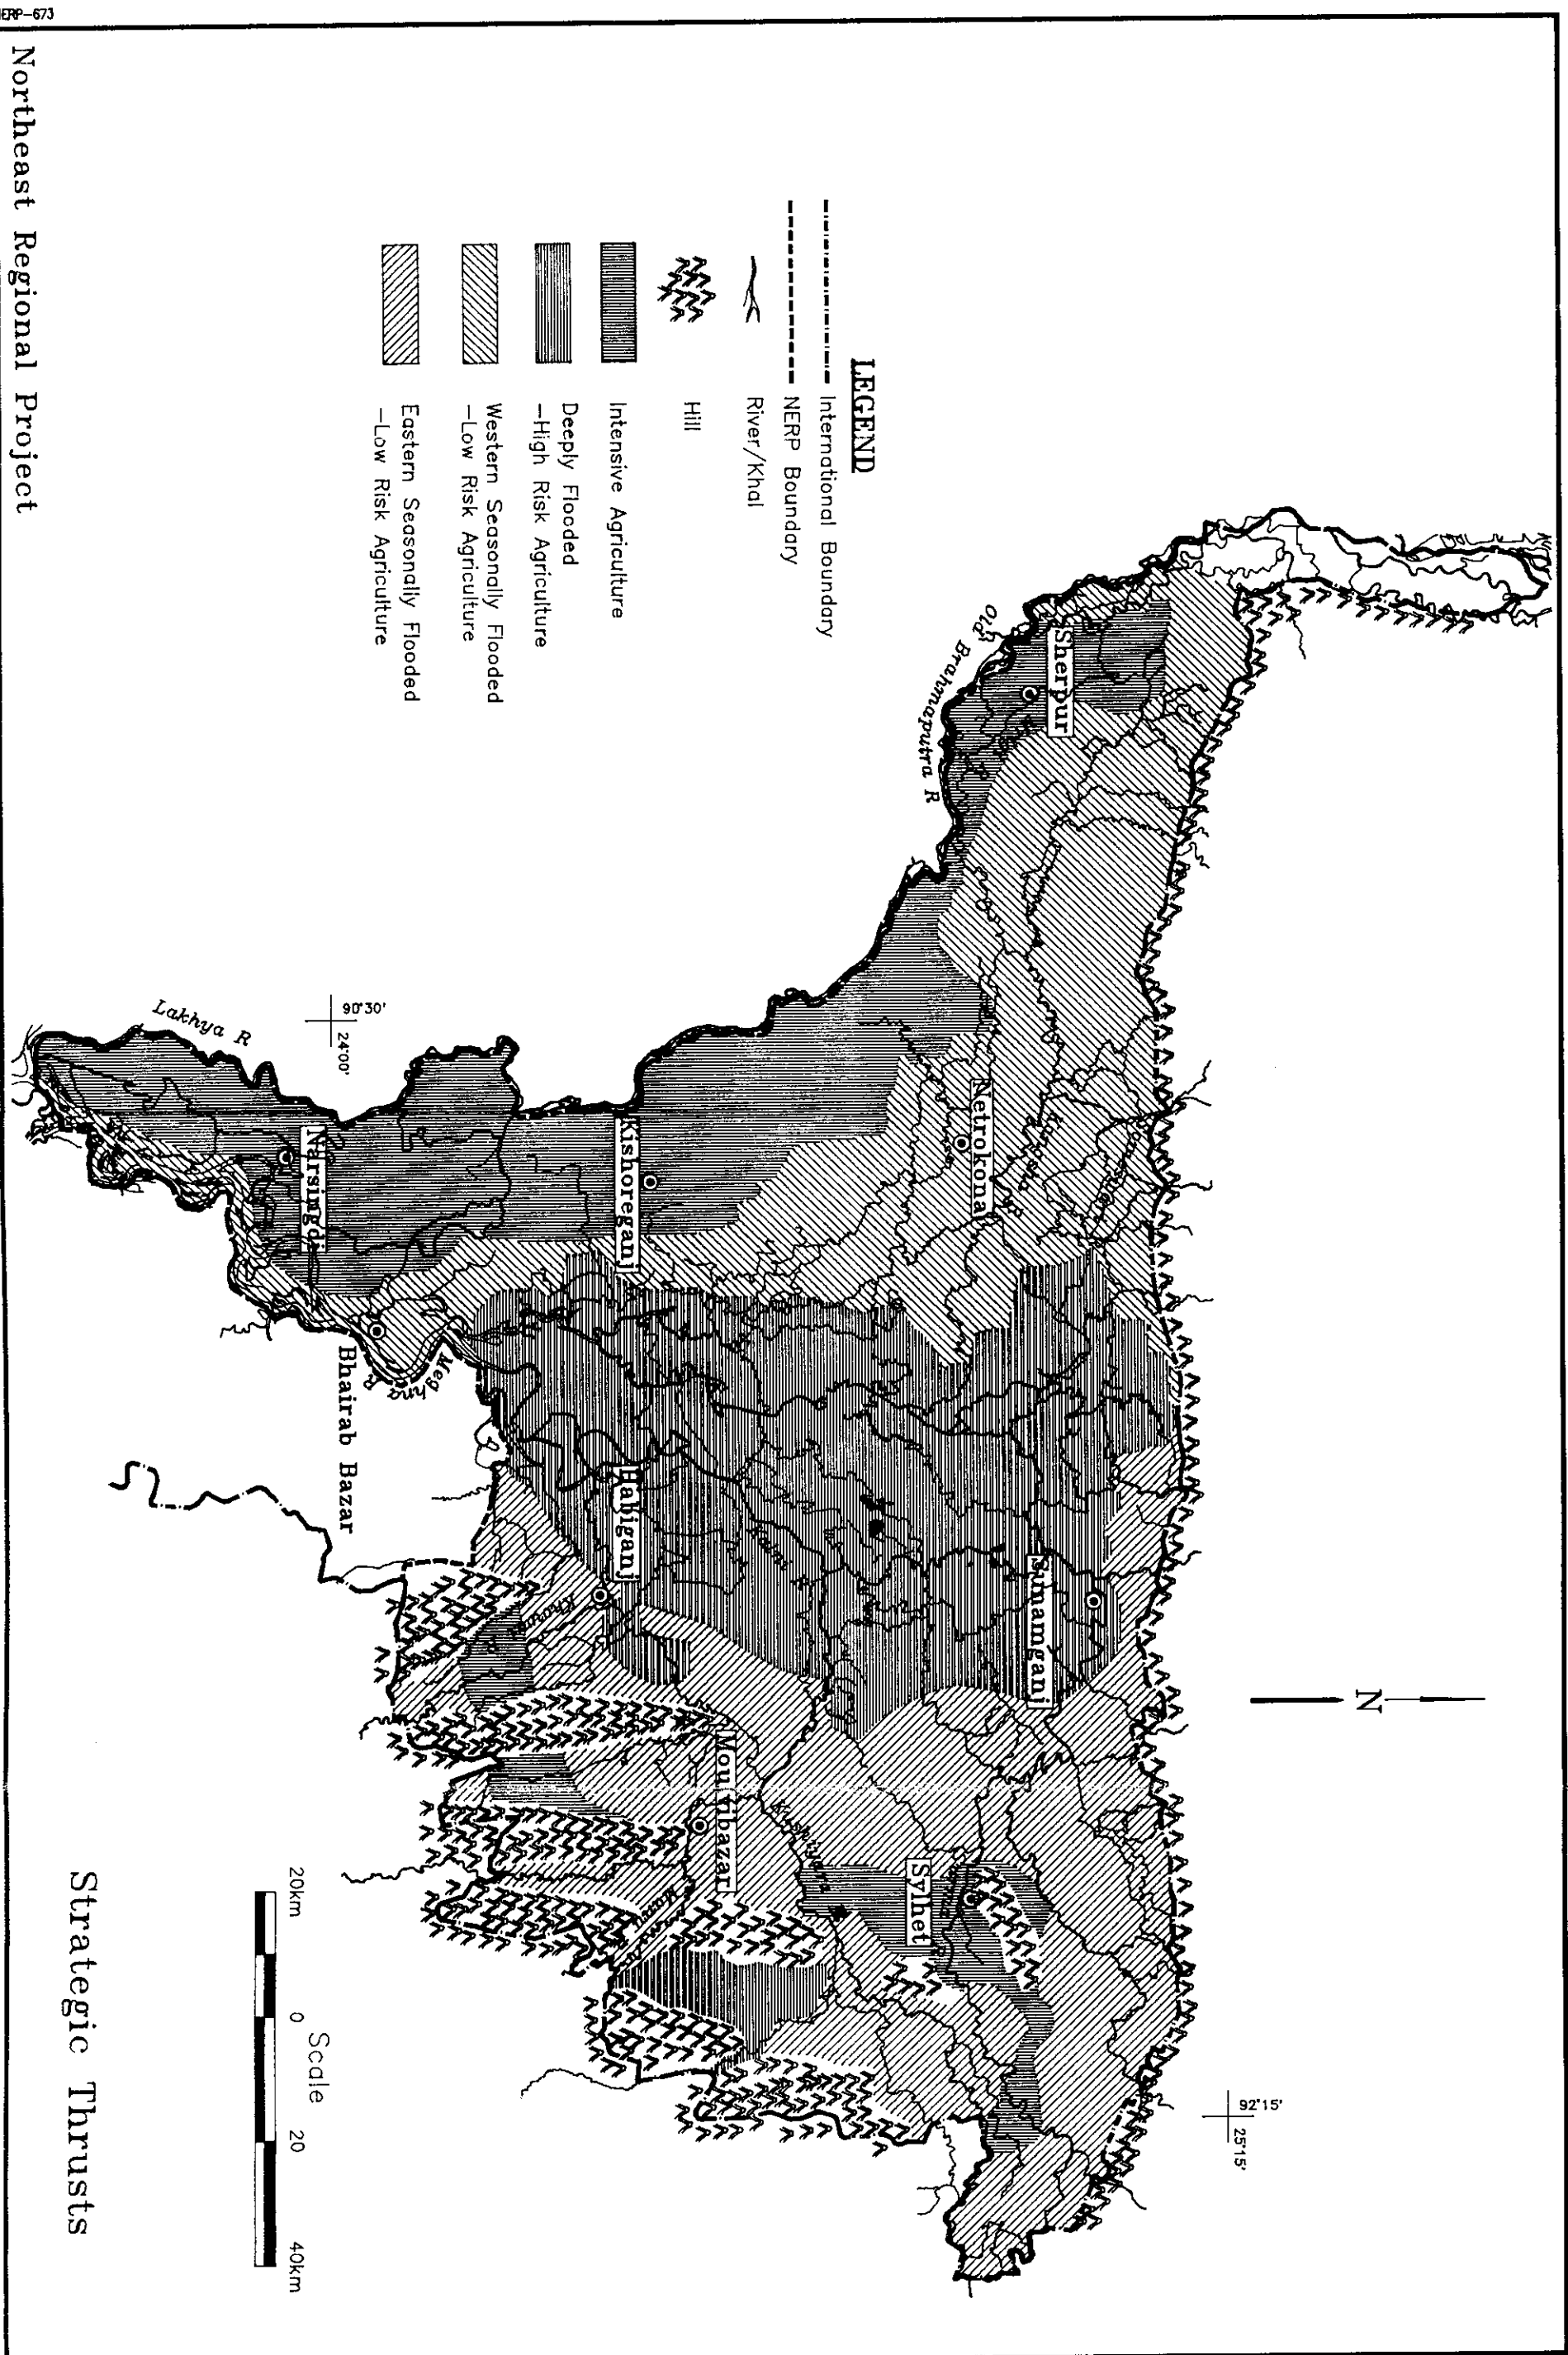 NERP-673
LEGEND
International Boundary
NERP Boundary
River/Khal
Hill
Intensive Agriculture
Deeply Flooded
-High Risk Agriculture
Western Seasonally Flooded
-Low Risk Agriculture
Eastern Seasonally Flooded
-Low Risk Agriculture
N
92°15'
25°15'
Sherpur
Old Brahmaputra R
Netrokona
Sunamganj
Sylhet
Kishoreganj
Habiganj
Moulvibazar
Kushiyara R
90°30'
24°00'
Lakhya R
Narsingdi
Meghna R
Bhairab Bazar
Scale
20km 0 20 40km
Northeast Regional Project
Strategic Thrusts